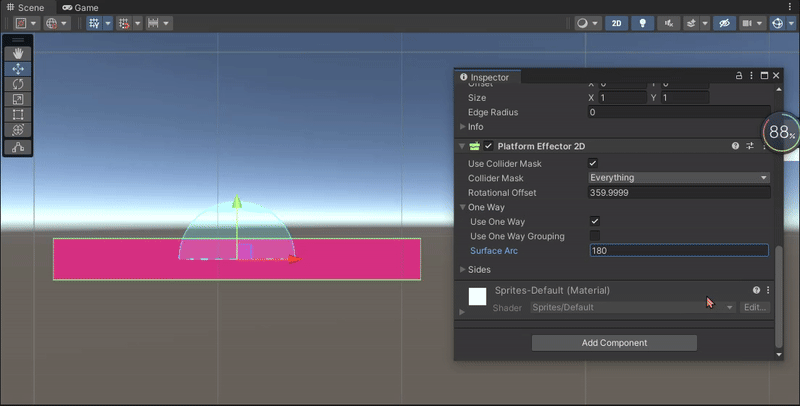 Scene Game
2D
Inspector
Offset X 0 Y 0
Size X 1 Y 1
Edge Radius 0
Info
88%
Platform Effector 2D
Use Collider Mask
Collider Mask Everything
Rotational Offset 359.9999
One Way
Use One Way
Use One Way Grouping
Surface Arc 180
Sides
Sprites-Default (Material)
Shader Sprites/Default Edit...
Add Component